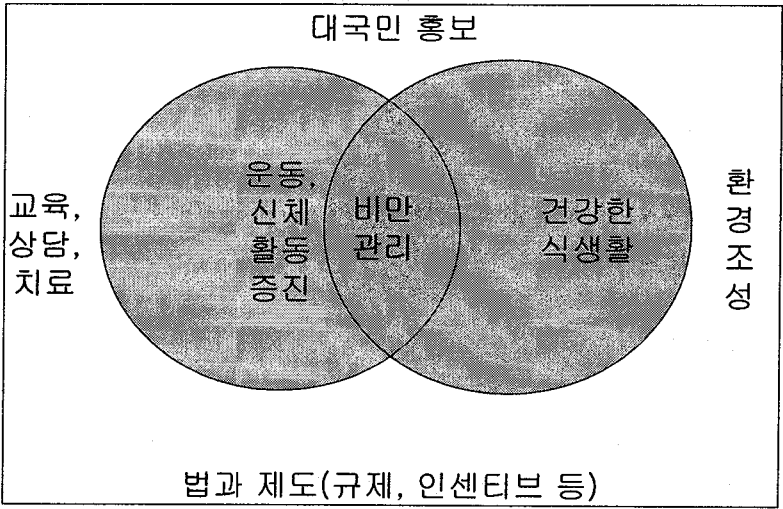 대국민 홍보
교육,
상담,
치료
운동,
신체
활동
증진
비만
관리
건강한
식생활
환
경
조
성
법과 제도(규제, 인센티브 등)